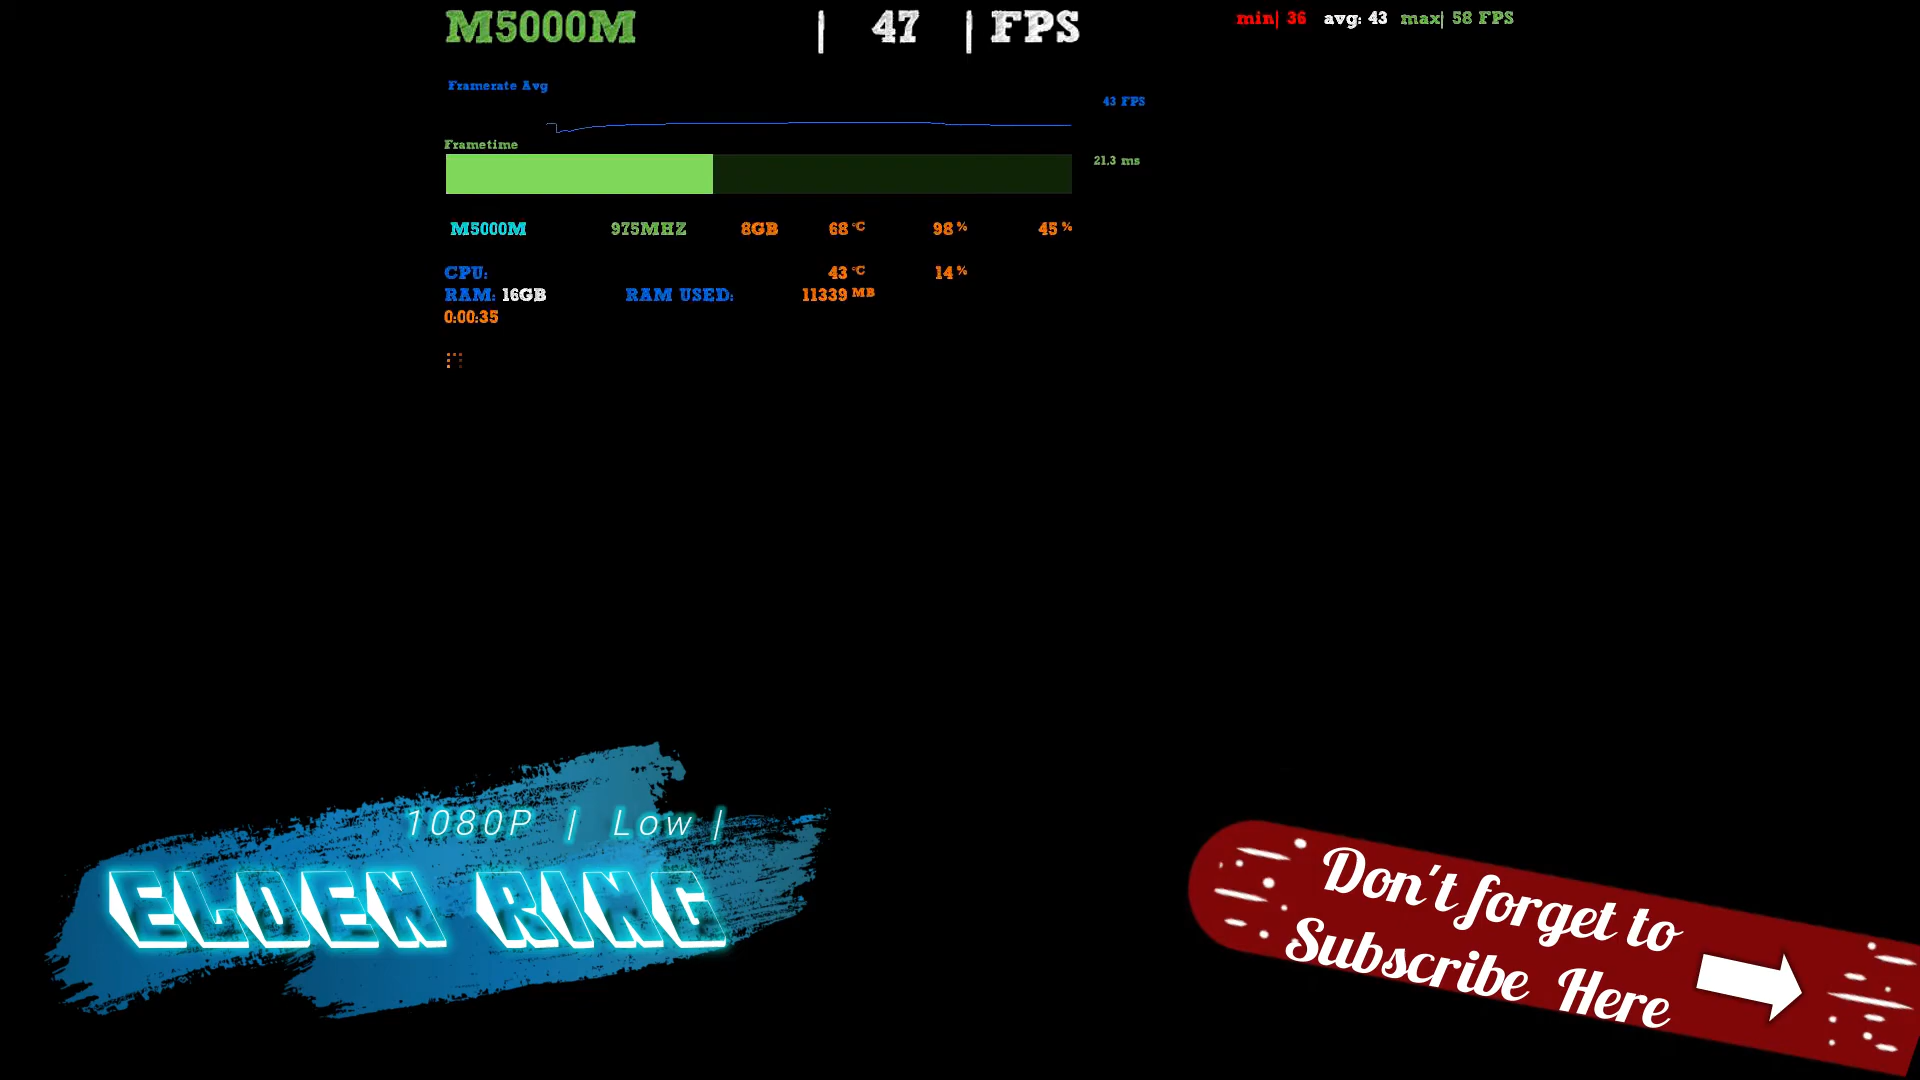 M5000M | 47 | FPS
min| 36 avg: 43 max| 58 FPS
Framerate Avg
43 FPS
Frametime
21,3 ms
M5000M 975MHZ 8GB 68 °C 98 % 45 %
CPU: 43 °C 14 %
RAM: 16GB RAM USED: 11339 MB
0:00:35
1080P | Low |
ELDEN RING
Don't forget to
Subscribe Here